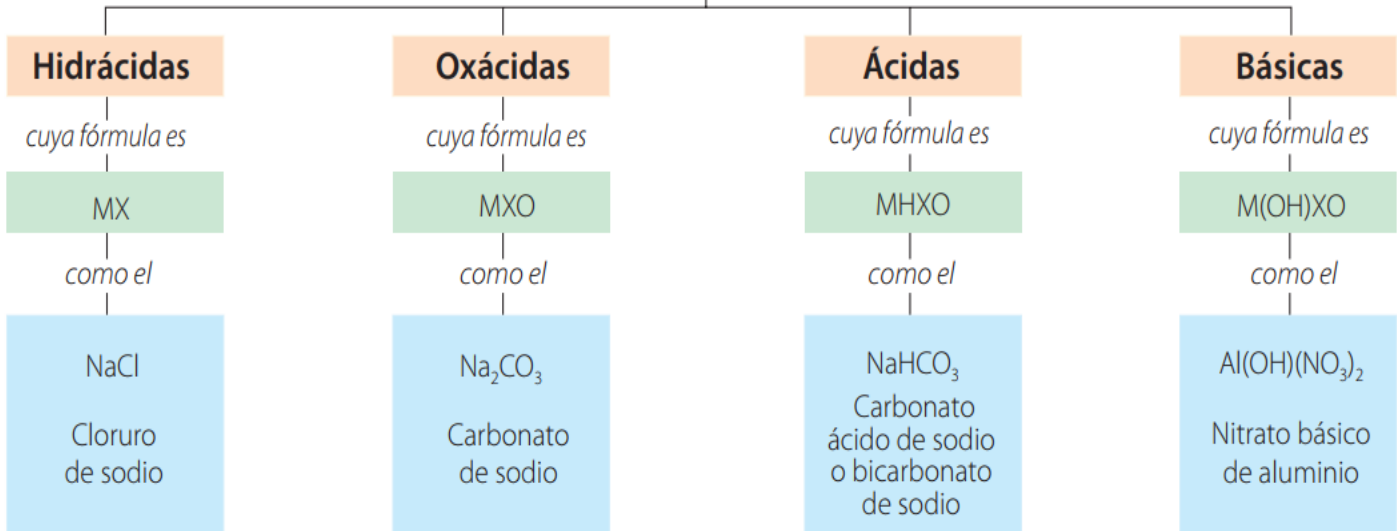 Hidrácidas
cuya fórmula es
MX
como el
NaCl
Cloruro
de sodio
Oxácidas
cuya fórmula es
MXO
como el
Na₂CO₃
Carbonato
de sodio
Ácidas
cuya fórmula es
MHXO
como el
NaHCO₃
Carbonato
ácido de sodio
o bicarbonato
de sodio
Básicas
cuya fórmula es
M(OH)XO
como el
Al(OH)(NO₃)₂
Nitrato básico
de aluminio